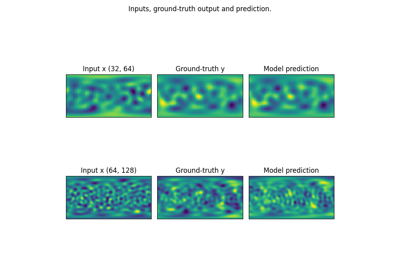 Inputs, ground-truth output and prediction.
Input x (32, 64) Ground-truth y Model prediction
Input x (64, 128) Ground-truth y Model prediction